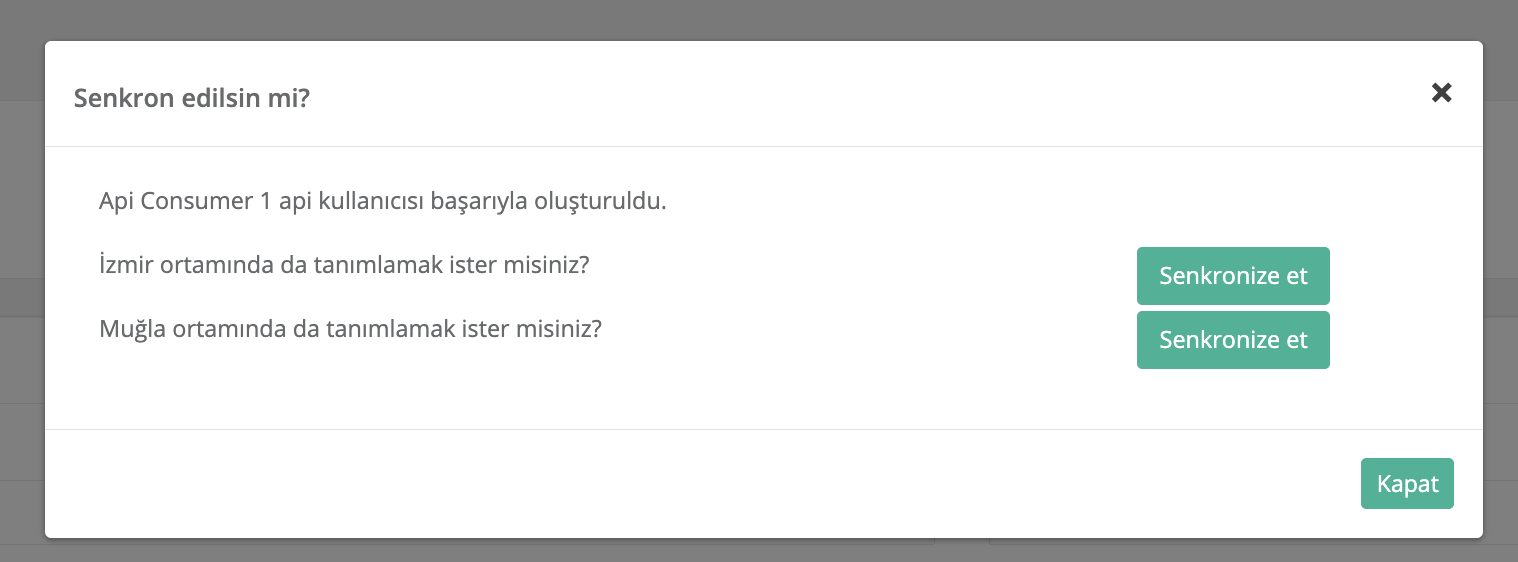 Senkron edilsin mi?
Api Consumer 1 api kullanıcısı başarıyla oluşturuldu.
İzmir ortamında da tanımlamak ister misiniz?
Senkronize et
Muğla ortamında da tanımlamak ister misiniz?
Senkronize et
Kapat